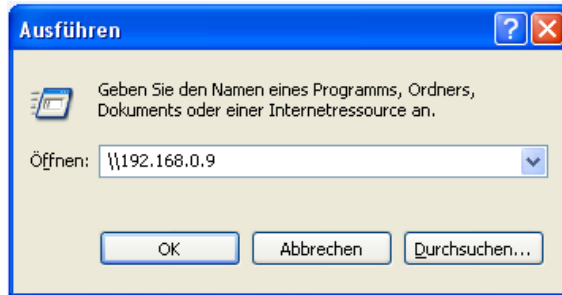 Ausführen
Geben Sie den Namen eines Programms, Ordners,
Dokuments oder einer Internetressource an.
Öffnen: \\192.168.0.9
OK Abbrechen Durchsuchen...